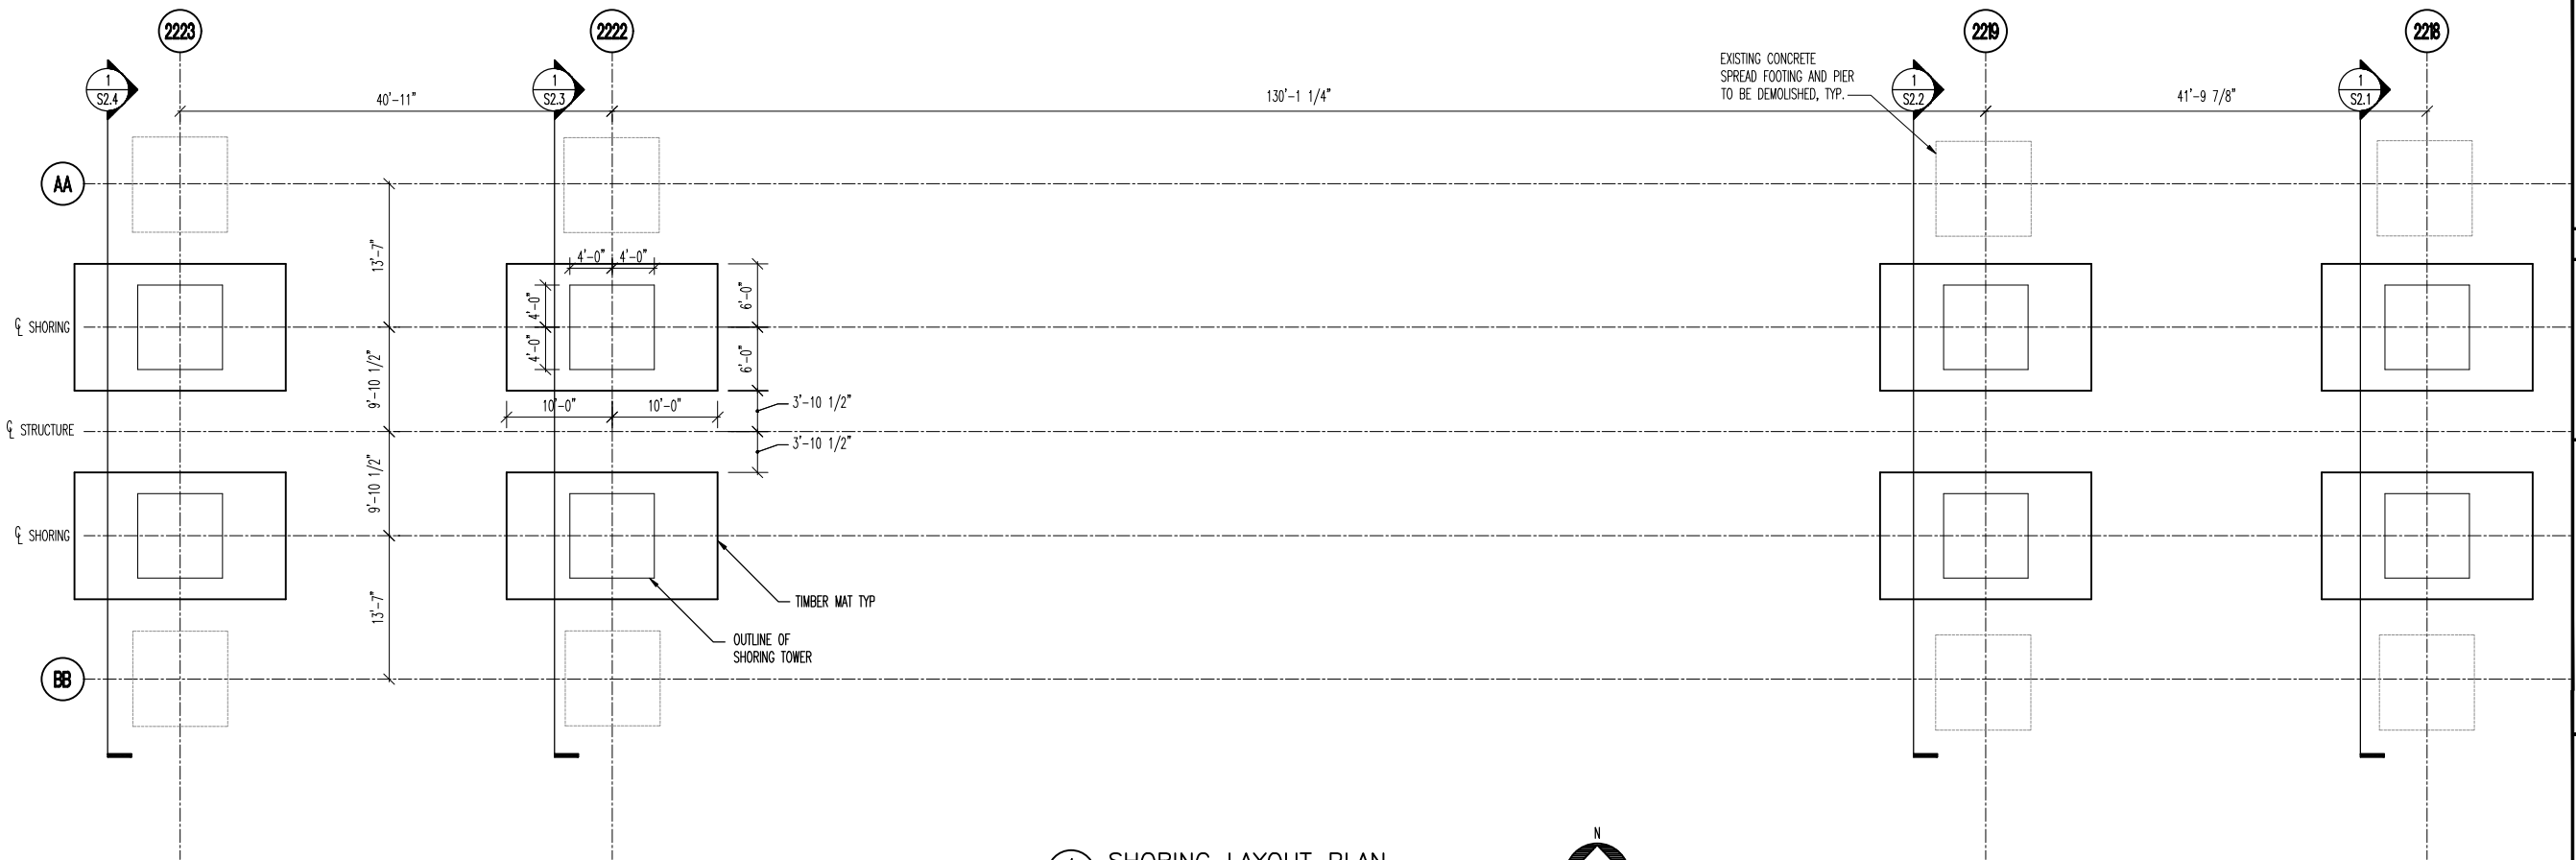 2223
2222
2219
2218
1
S2.4
1
S2.3
1
S2.2
1
S2.1
40'-11"
130'-1 1/4"
41'-9 7/8"
EXISTING CONCRETE
SPREAD FOOTING AND PIER
TO BE DEMOLISHED, TYP.
AA
13'-7"
4'-0" 4'-0"
4'-0"
4'-0"
6'-0"
6'-0"
℄ SHORING
9'-10 1/2"
10'-0" 10'-0"
3'-10 1/2"
℄ STRUCTURE
3'-10 1/2"
9'-10 1/2"
℄ SHORING
TIMBER MAT TYP
13'-7"
OUTLINE OF
SHORING TOWER
BB
N
1 SHORING LAYOUT PLAN